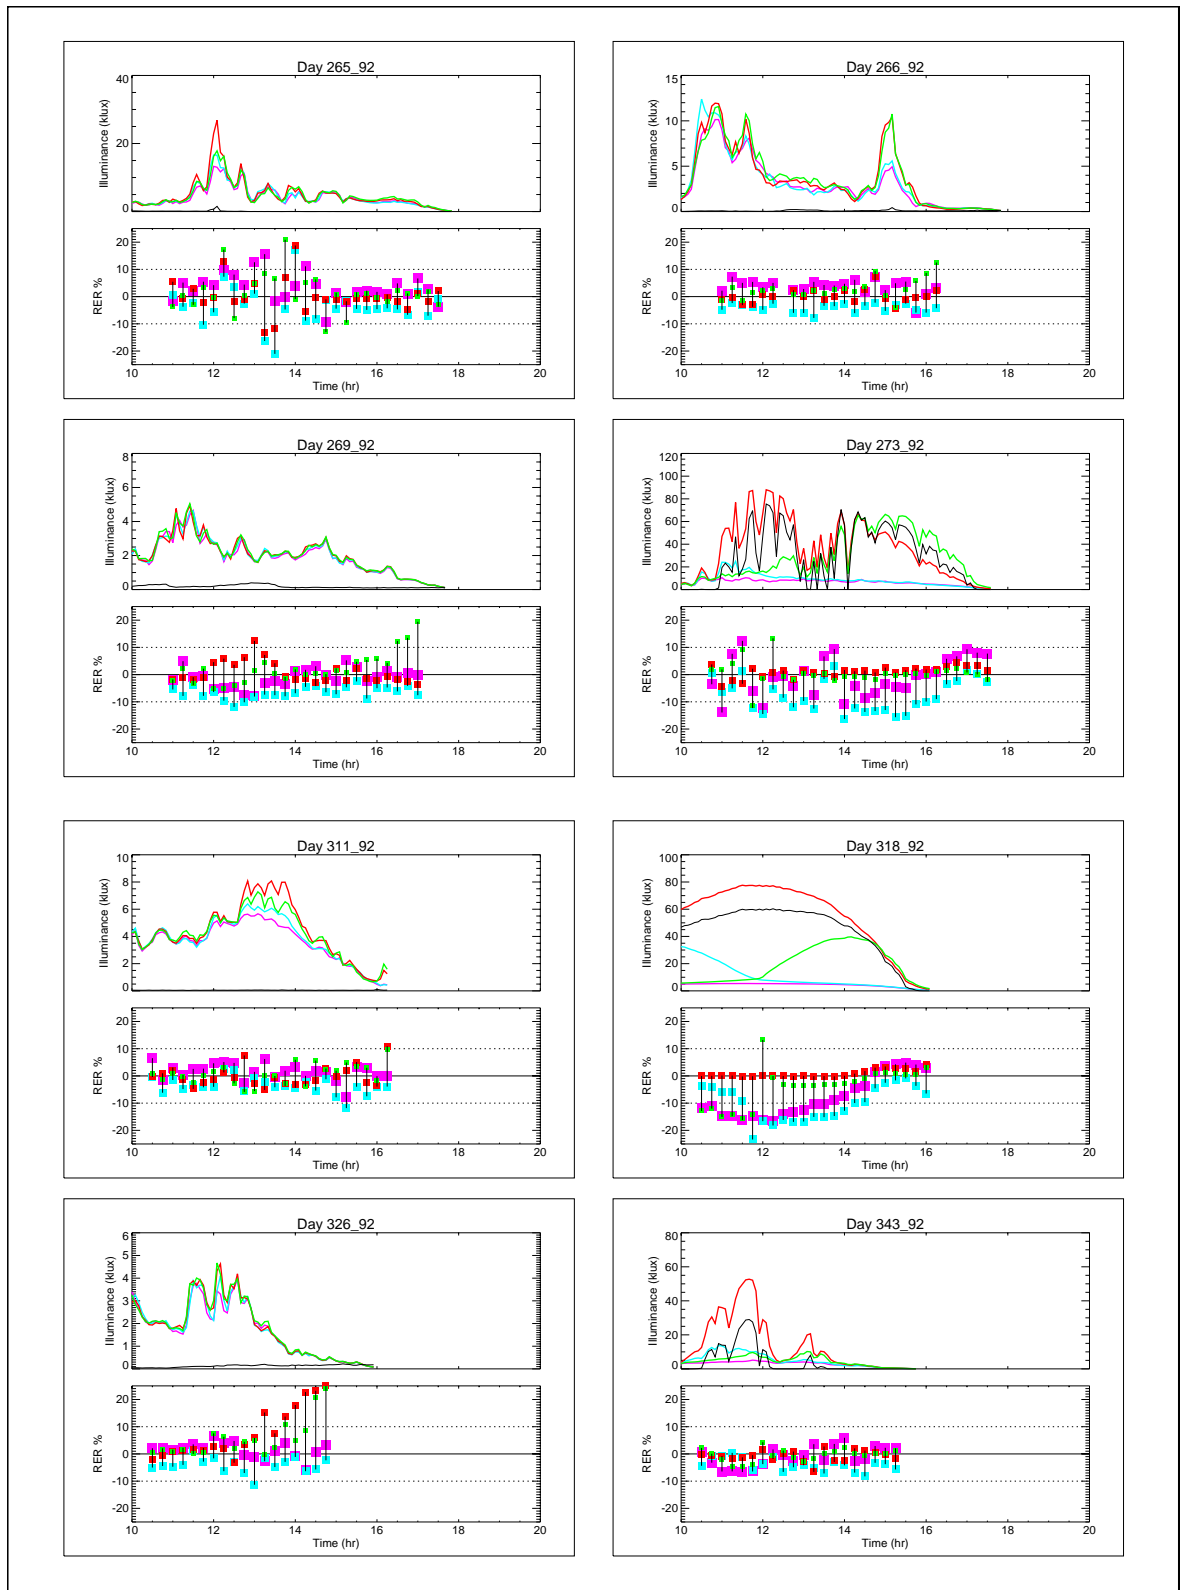 Day 265_92
Illuminance (klux)
40
20
0
RER %
20
10
0
-10
-20
10 12 14 16 18 20
Time (hr)
Day 266_92
Illuminance (klux)
15
10
5
0
RER %
20
10
0
-10
-20
10 12 14 16 18 20
Time (hr)
Day 269_92
Illuminance (klux)
8
6
4
2
0
RER %
20
10
0
-10
-20
10 12 14 16 18 20
Time (hr)
Day 273_92
Illuminance (klux)
120
100
80
60
40
20
0
RER %
20
10
0
-10
-20
10 12 14 16 18 20
Time (hr)
Day 311_92
Illuminance (klux)
10
8
6
4
2
0
RER %
20
10
0
-10
-20
10 12 14 16 18 20
Time (hr)
Day 318_92
Illuminance (klux)
100
80
60
40
20
0
RER %
20
10
0
-10
-20
10 12 14 16 18 20
Time (hr)
Day 326_92
Illuminance (klux)
6
5
4
3
2
1
0
RER %
20
10
0
-10
-20
10 12 14 16 18 20
Time (hr)
Day 343_92
Illuminance (klux)
80
60
40
20
0
RER %
20
10
0
-10
-20
10 12 14 16 18 20
Time (hr)